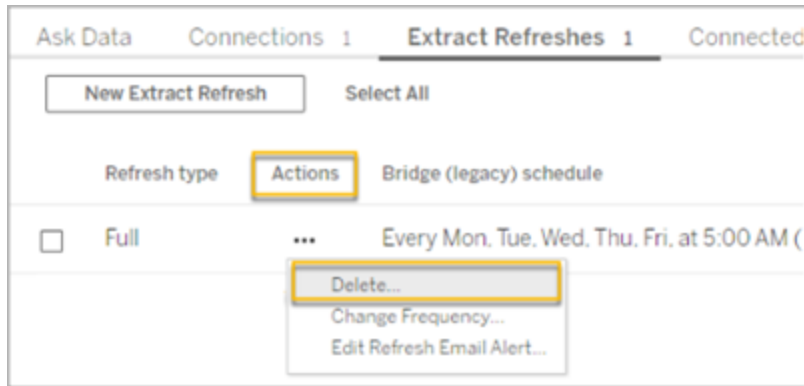 Ask Data Connections 1 Extract Refreshes 1 Connected
New Extract Refresh Select All
Refresh type Actions Bridge (legacy) schedule
Full ... Every Mon, Tue, Wed, Thu, Fri, at 5:00 AM (
Delete...
Change Frequency...
Edit Refresh Email Alert...